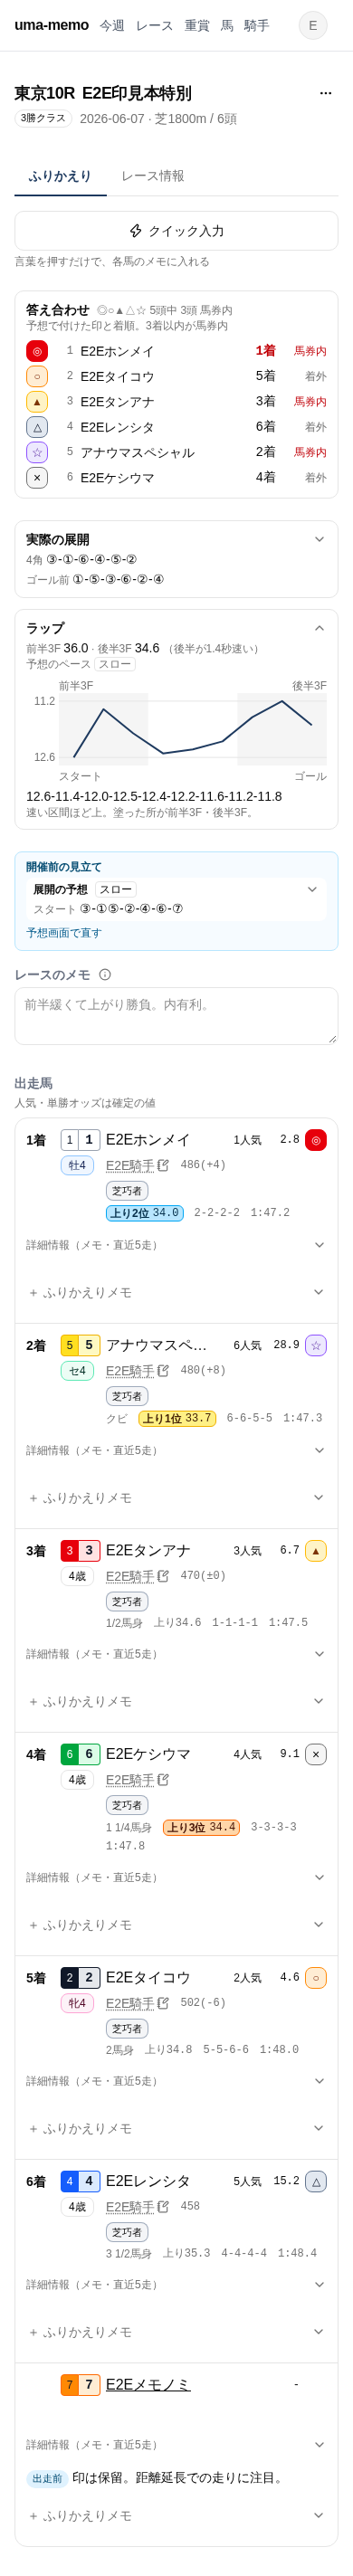 uma-memo 今週 レース 重賞 馬 騎手 E
東京10R E2E印見本特別 …
3勝クラス 2026-06-07 · 芝1800m / 6頭
ふりかえり レース情報
クイック入力
言葉を押すだけで、各馬のメモに入れる
答え合わせ ◎○▲△☆ 5頭中 3頭 馬券内
予想で付けた印と着順。3着以内が馬券内
◎ 1 E2Eホンメイ 1着 馬券内
○ 2 E2Eタイコウ 5着 着外
▲ 3 E2Eタンアナ 3着 馬券内
△ 4 E2Eレンシタ 6着 着外
☆ 5 アナウマスペシャル 2着 馬券内
× 6 E2Eケシウマ 4着 着外
実際の展開
4角 ③-①-⑥-④-⑤-②
ゴール前 ①-⑤-③-⑥-②-④
ラップ
前半3F 36.0 · 後半3F 34.6 （後半が1.4秒速い）
予想のペース スロー
前半3F 後半3F
11.2
12.6
スタート ゴール
12.6-11.4-12.0-12.5-12.4-12.2-11.6-11.2-11.8
速い区間ほど上。塗った所が前半3F・後半3F。
開催前の見立て
展開の予想 スロー
スタート ③-①⑤-②-④-⑥-⑦
予想画面で直す
レースのメモ
前半緩くて上がり勝負。内有利。
出走馬
人気・単勝オッズは確定の値
1着 1 1 E2Eホンメイ 1人気 2.8 ◎
牡4 E2E騎手 486(+4)
芝巧者
上り2位 34.0 2-2-2-2 1:47.2
詳細情報（メモ・直近5走）
＋ ふりかえりメモ
2着 5 5 アナウマスペ… 6人気 28.9 ☆
セ4 E2E騎手 480(+8)
芝巧者
クビ 上り1位 33.7 6-6-5-5 1:47.3
詳細情報（メモ・直近5走）
＋ ふりかえりメモ
3着 3 3 E2Eタンアナ 3人気 6.7 ▲
4歳 E2E騎手 470(±0)
芝巧者
1/2馬身 上り34.6 1-1-1-1 1:47.5
詳細情報（メモ・直近5走）
＋ ふりかえりメモ
4着 6 6 E2Eケシウマ 4人気 9.1 ×
4歳 E2E騎手
芝巧者
1 1/4馬身 上り3位 34.4 3-3-3-3
1:47.8
詳細情報（メモ・直近5走）
＋ ふりかえりメモ
5着 2 2 E2Eタイコウ 2人気 4.6 ○
牝4 E2E騎手 502(-6)
芝巧者
2馬身 上り34.8 5-5-6-6 1:48.0
詳細情報（メモ・直近5走）
＋ ふりかえりメモ
6着 4 4 E2Eレンシタ 5人気 15.2 △
4歳 E2E騎手 458
芝巧者
3 1/2馬身 上り35.3 4-4-4-4 1:48.4
詳細情報（メモ・直近5走）
＋ ふりかえりメモ
7 7 E2Eメモノミ -
詳細情報（メモ・直近5走）
出走前 印は保留。距離延長での走りに注目。
＋ ふりかえりメモ